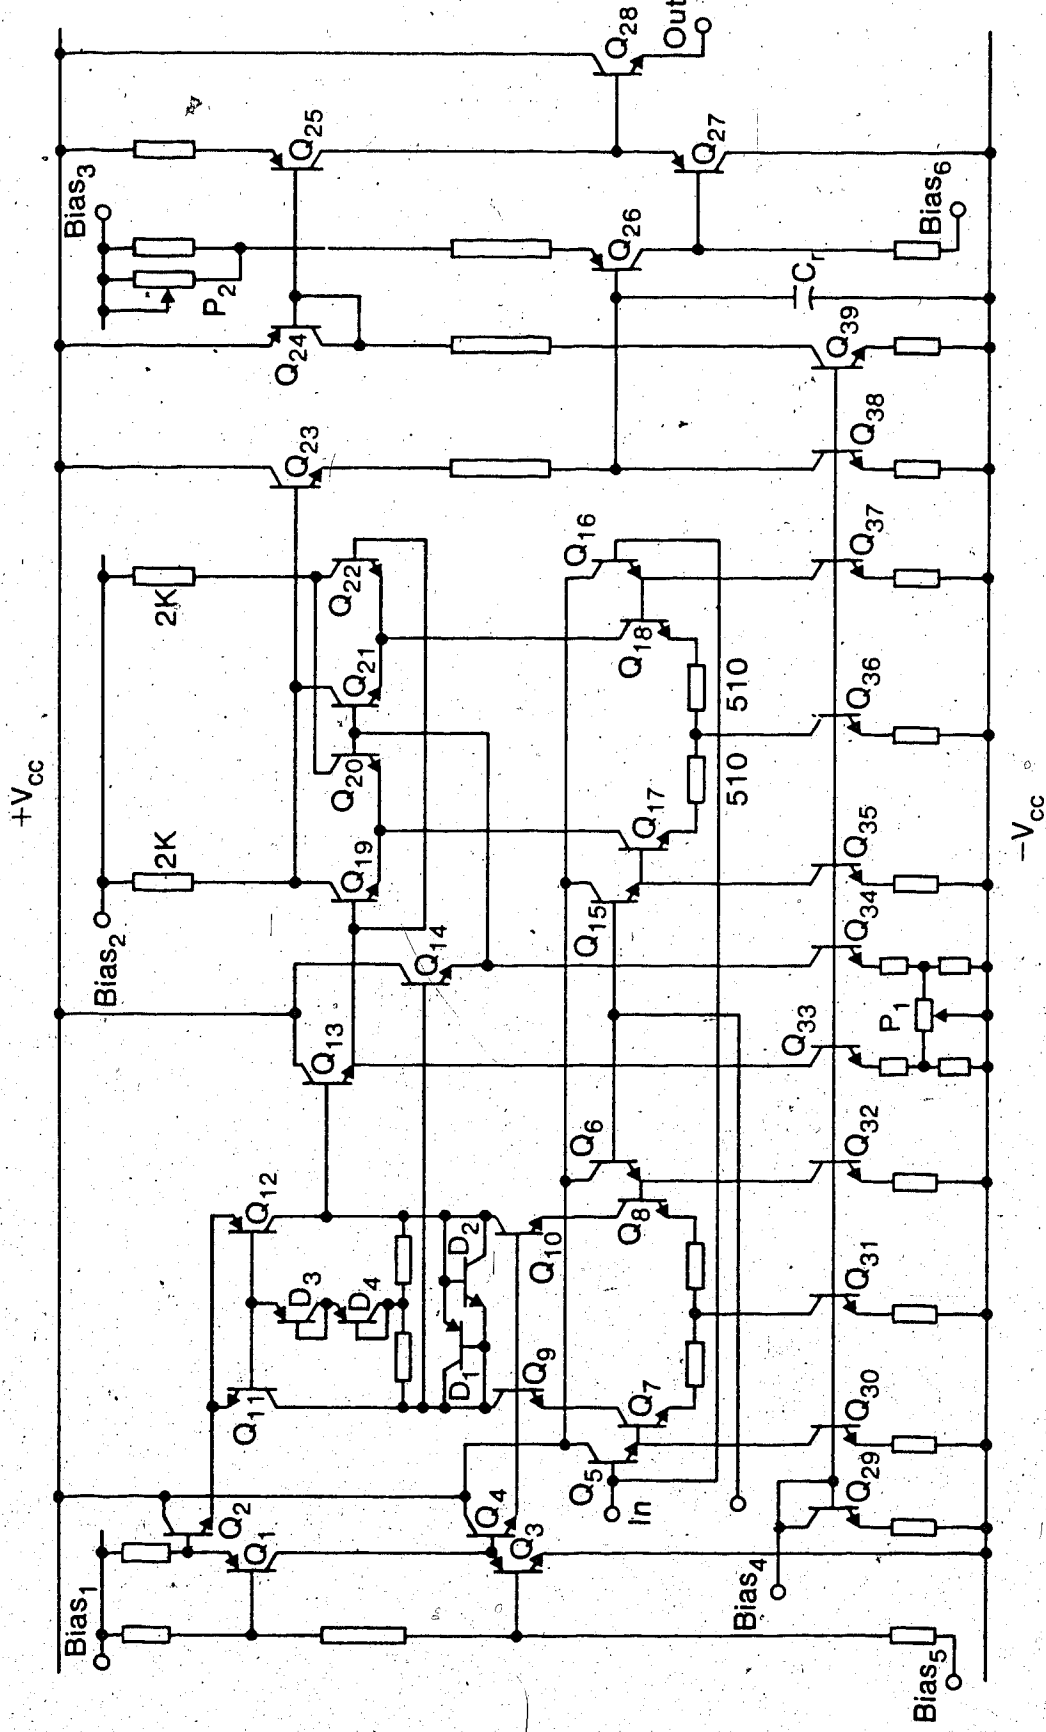 +Vcc
Bias1
Bias2
2K
2K
Bias3
P2
Q1
Q2
Q11
Q12
D3
D4
Q13
Q14
Q19
Q20
Q21
Q22
Q23
Q24
Q25
D1
D2
Q3
Q4
Q9
Q10
Q5
In
Q7
Q8
Q6
Q15
Q17
510
510
Q18
Q16
Q26
Q27
Q28
Out
Bias4
Cr
Q29
Q30
Q31
Q32
Q33
P1
Q34
Q35
Q36
Q37
Q38
Q39
Bias5
Bias6
−Vcc